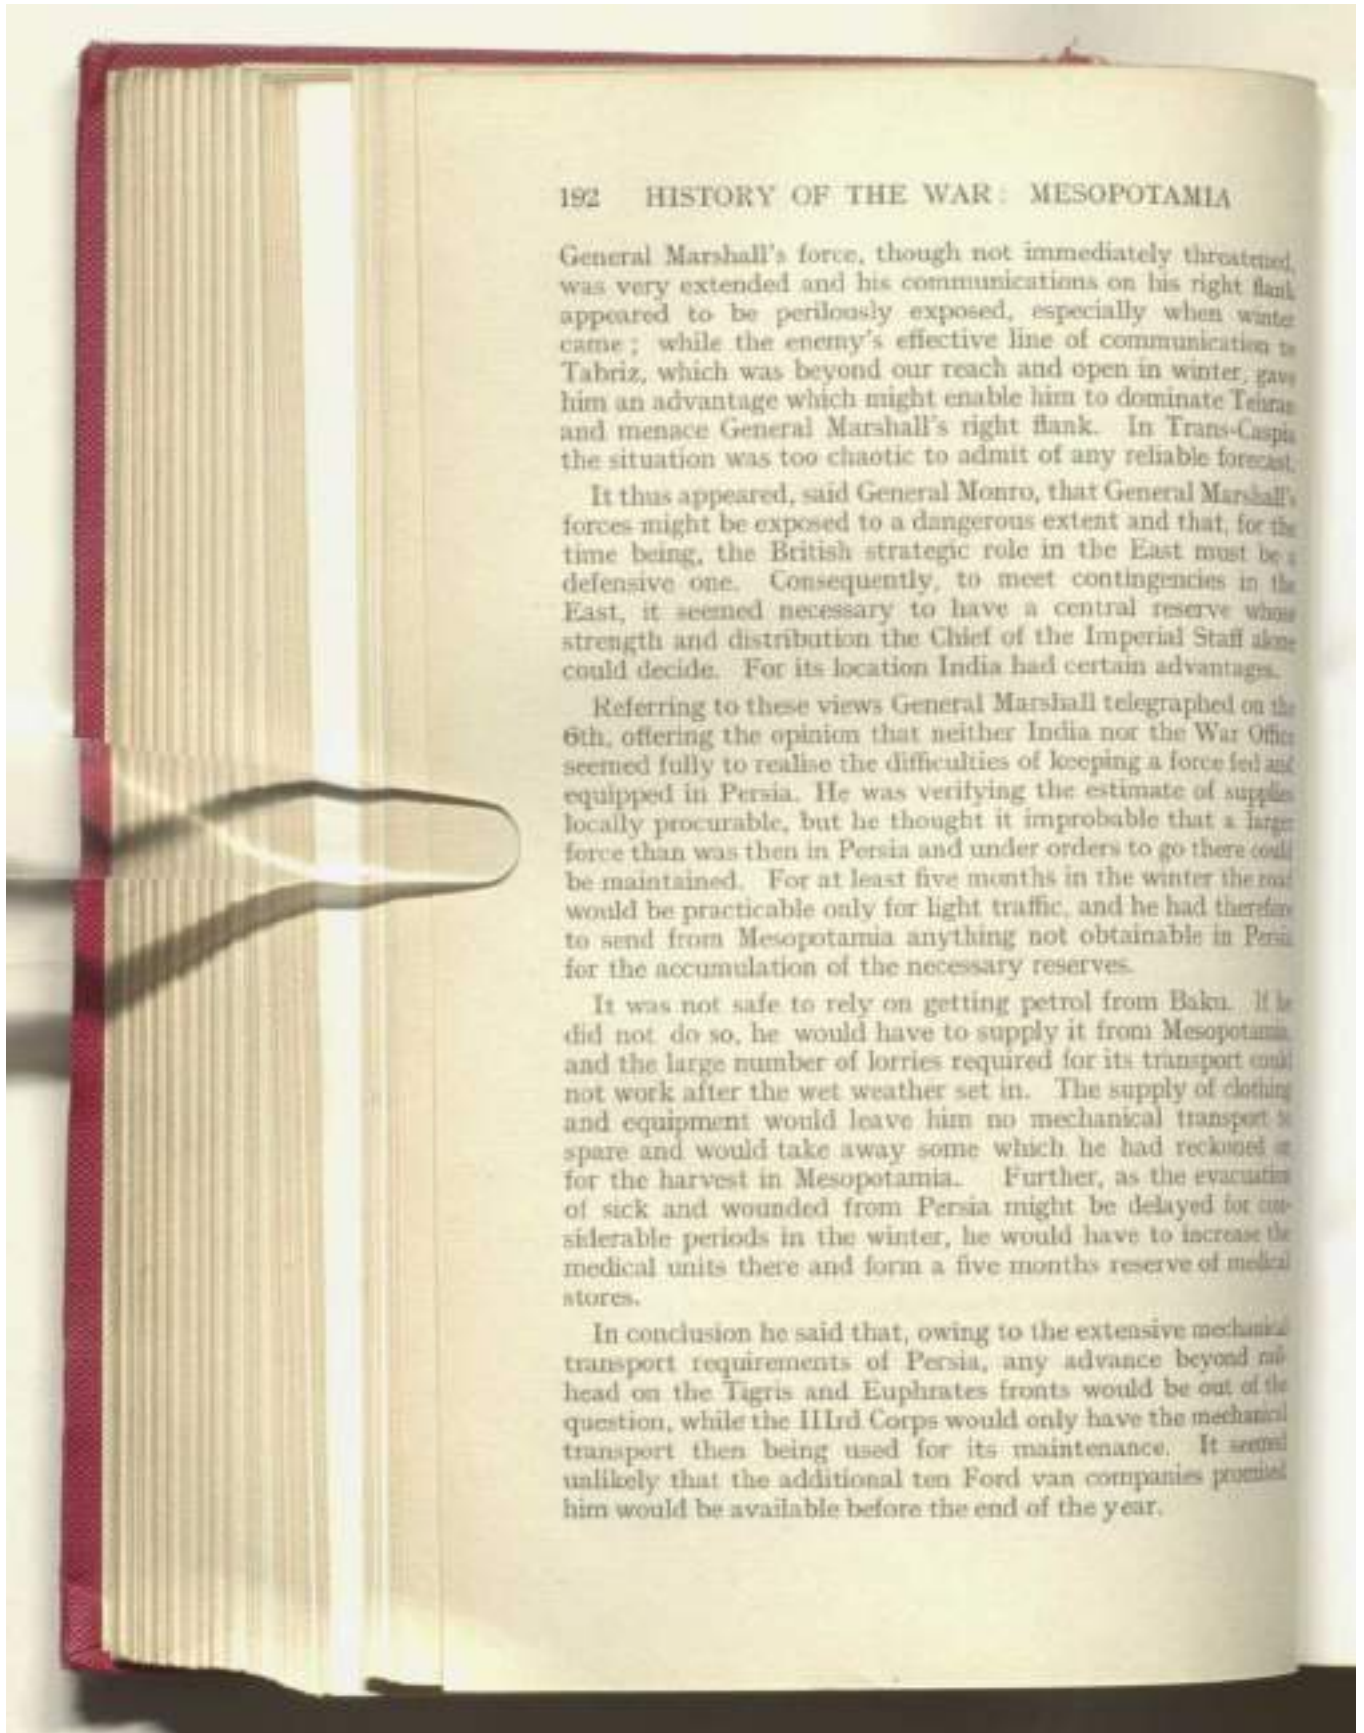 192 HISTORY OF THE WAR: MESOPOTAMIA
General Marshall's force, though not immediately threatened,
was very extended and his communications on his right flank
appeared to be perilously exposed, especially when winter
came; while the enemy's effective line of communication to
Tabriz, which was beyond our reach and open in winter, gave
him an advantage which might enable him to dominate Tehran
and menace General Marshall's right flank. In Trans-Caspia
the situation was too chaotic to admit of any reliable forecast.
It thus appeared, said General Monro, that General Marshall's
forces might be exposed to a dangerous extent and that, for the
time being, the British strategic role in the East must be a
defensive one. Consequently, to meet contingencies in the
East, it seemed necessary to have a central reserve whose
strength and distribution the Chief of the Imperial Staff alone
could decide. For its location India had certain advantages.
Referring to these views General Marshall telegraphed on the
6th, offering the opinion that neither India nor the War Office
seemed fully to realise the difficulties of keeping a force fed and
equipped in Persia. He was verifying the estimate of supplies
locally procurable, but he thought it improbable that a larger
force than was then in Persia and under orders to go there could
be maintained. For at least five months in the winter the road
would be practicable only for light traffic, and he had therefore
to send from Mesopotamia anything not obtainable in Persia
for the accumulation of the necessary reserves.
It was not safe to rely on getting petrol from Baku. If he
did not do so, he would have to supply it from Mesopotamia,
and the large number of lorries required for its transport could
not work after the wet weather set in. The supply of clothing
and equipment would leave him no mechanical transport to
spare and would take away some which he had reckoned on
for the harvest in Mesopotamia. Further, as the evacuation
of sick and wounded from Persia might be delayed for con-
siderable periods in the winter, he would have to increase the
medical units there and form a five months reserve of medical
stores.
In conclusion he said that, owing to the extensive mechanical
transport requirements of Persia, any advance beyond rail-
head on the Tigris and Euphrates fronts would be out of the
question, while the IIIrd Corps would only have the mechanical
transport then being used for its maintenance. It seemed
unlikely that the additional ten Ford van companies promised
him would be available before the end of the year.